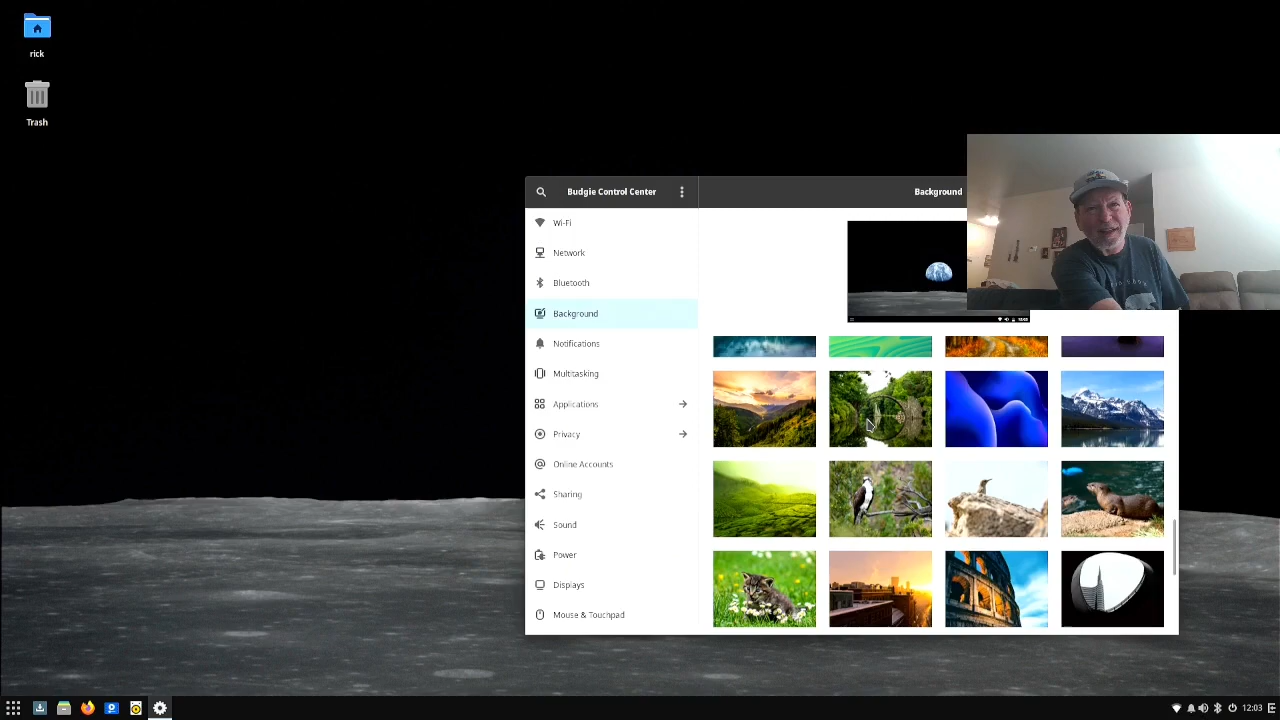 rick
Trash
Budgie Control Center
Background
Wi-Fi
Network
Bluetooth
Background
Notifications
Multitasking
Applications
Privacy
Online Accounts
Sharing
Sound
Power
Displays
Mouse & Touchpad
12:03